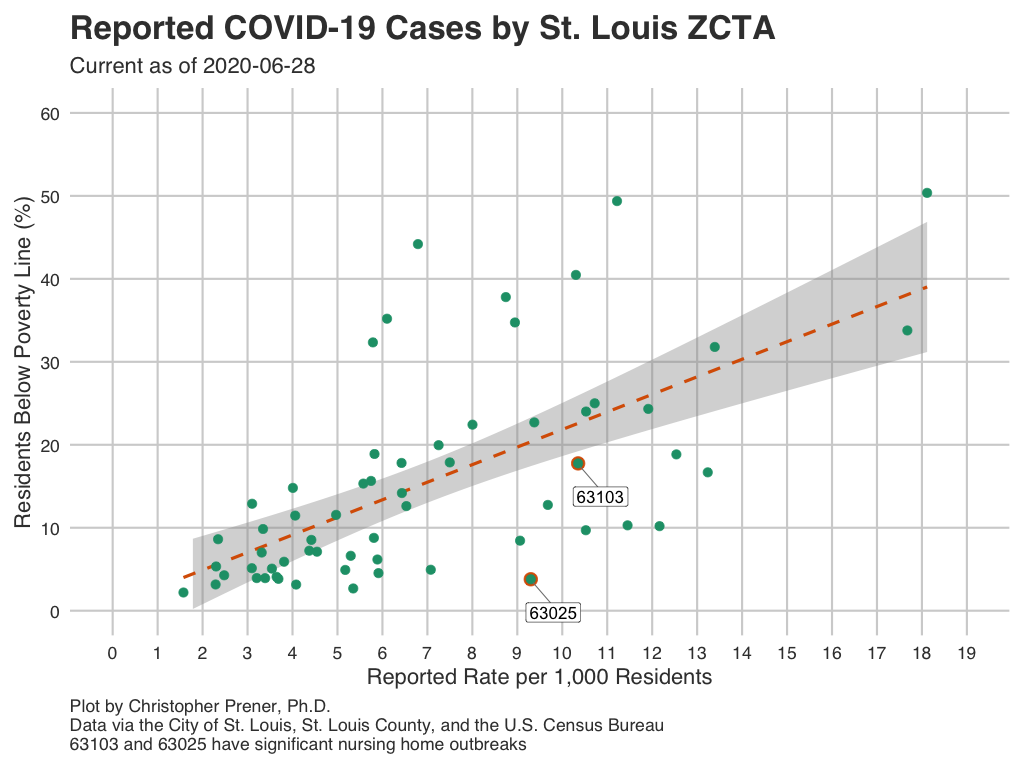 Reported COVID-19 Cases by St. Louis ZCTA
Current as of 2020-06-28
Residents Below Poverty Line (%)
60
50
40
30
20
10
0
63103
63025
0 1 2 3 4 5 6 7 8 9 10 11 12 13 14 15 16 17 18 19
Reported Rate per 1,000 Residents
Plot by Christopher Prener, Ph.D.
Data via the City of St. Louis, St. Louis County, and the U.S. Census Bureau
63103 and 63025 have significant nursing home outbreaks